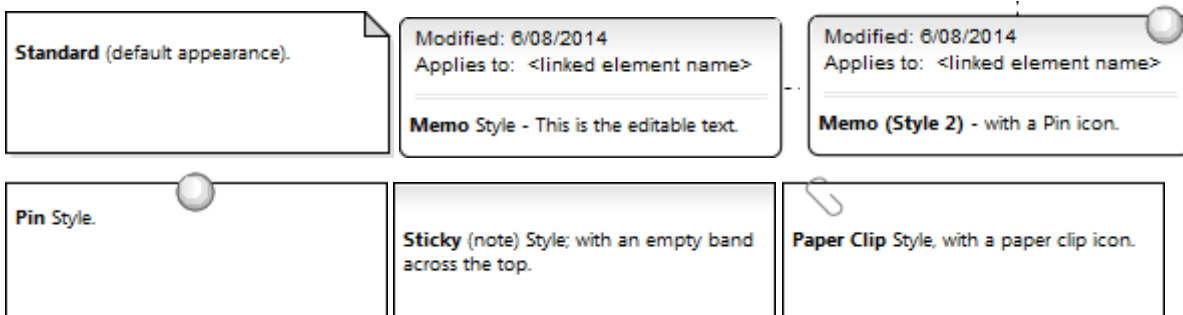 Standard (default appearance).
Modified: 6/08/2014
Applies to: <linked element name>
Memo Style - This is the editable text.
Modified: 6/08/2014
Applies to: <linked element name>
Memo (Style 2) - with a Pin icon.
Pin Style.
Sticky (note) Style; with an empty band
across the top.
Paper Clip Style, with a paper clip icon.